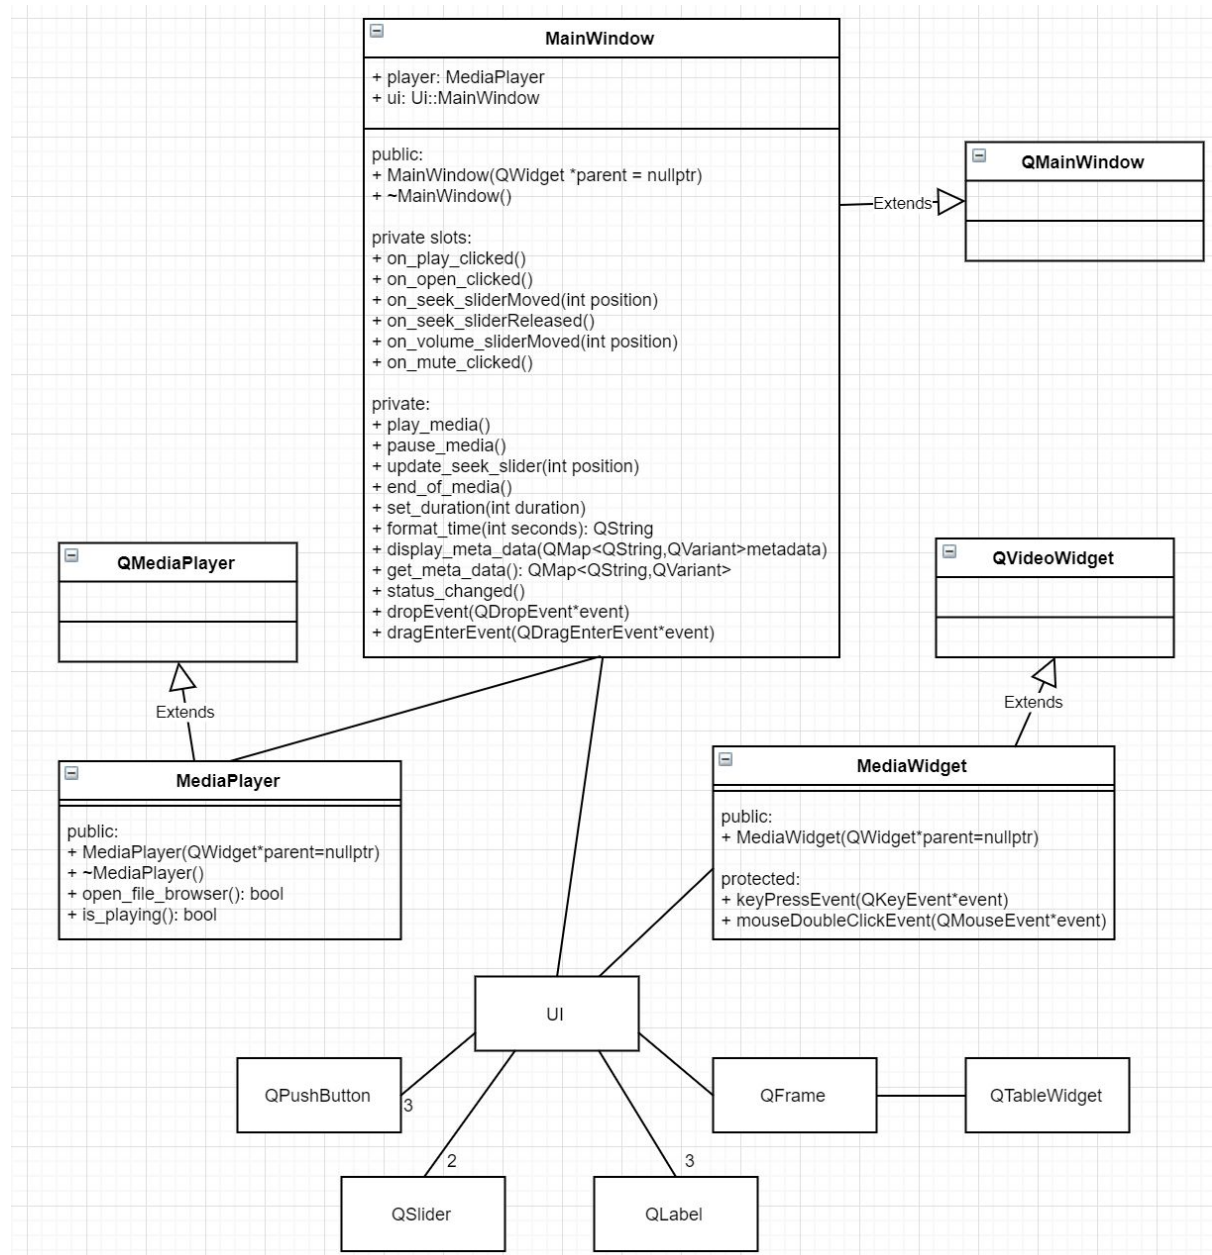 MainWindow
+ player: MediaPlayer
+ ui: Ui::MainWindow
public:
+ MainWindow(QWidget *parent = nullptr)
+ ~MainWindow()
private slots:
+ on_play_clicked()
+ on_open_clicked()
+ on_seek_sliderMoved(int position)
+ on_seek_sliderReleased()
+ on_volume_sliderMoved(int position)
+ on_mute_clicked()
private:
+ play_media()
+ pause_media()
+ update_seek_slider(int position)
+ end_of_media()
+ set_duration(int duration)
+ format_time(int seconds): QString
+ display_meta_data(QMap<QString,QVariant>metadata)
+ get_meta_data(): QMap<QString,QVariant>
+ status_changed()
+ dropEvent(QDropEvent*event)
+ dragEnterEvent(QDragEnterEvent*event)
Extends
QMainWindow
QMediaPlayer
Extends
QVideoWidget
Extends
MediaPlayer
public:
+ MediaPlayer(QWidget*parent=nullptr)
+ ~MediaPlayer()
+ open_file_browser(): bool
+ is_playing(): bool
MediaWidget
public:
+ MediaWidget(QWidget*parent=nullptr)
protected:
+ keyPressEvent(QKeyEvent*event)
+ mouseDoubleClickEvent(QMouseEvent*event)
UI
QPushButton
3
QFrame
QTableWidget
2
QSlider
3
QLabel